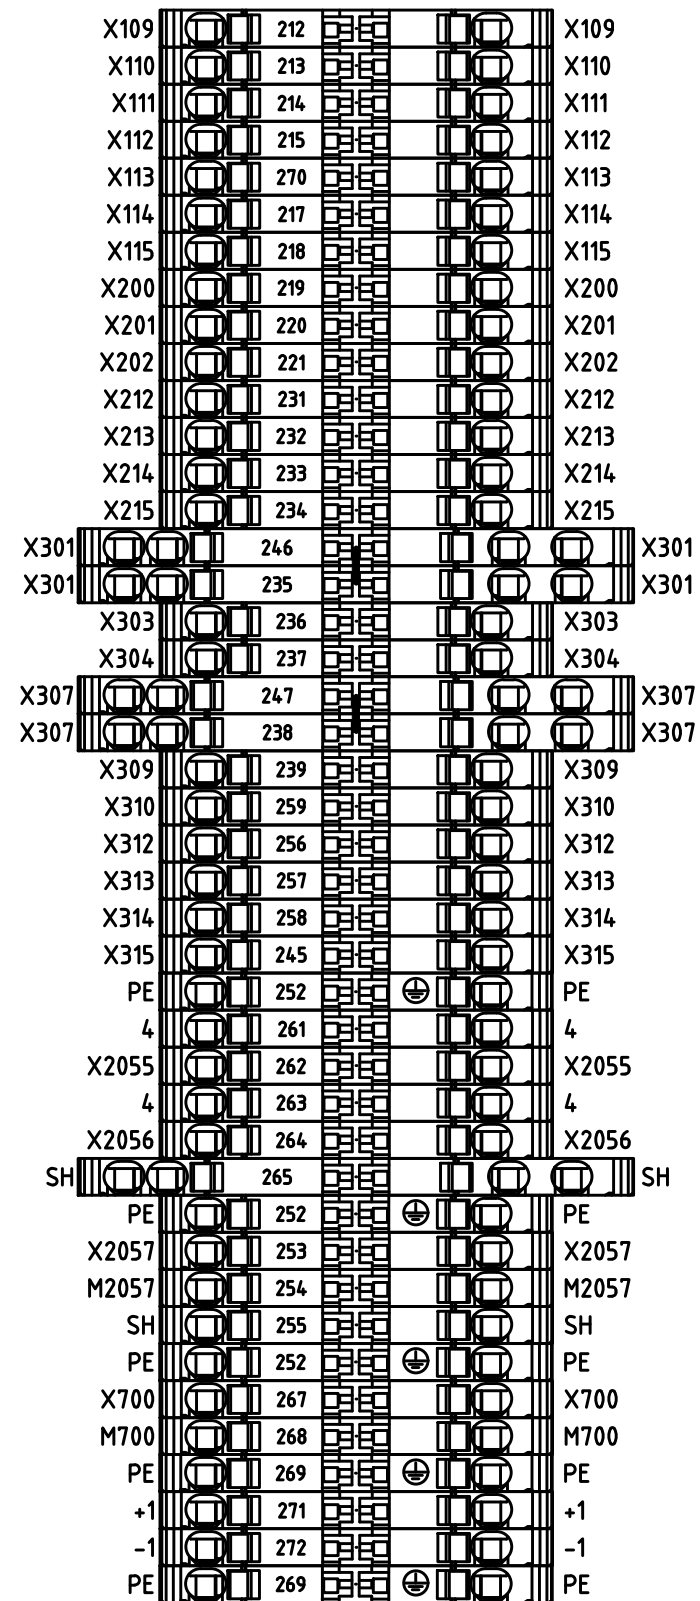 X109 212 X109
X110 213 X110
X111 214 X111
X112 215 X112
X113 270 X113
X114 217 X114
X115 218 X115
X200 219 X200
X201 220 X201
X202 221 X202
X212 231 X212
X213 232 X213
X214 233 X214
X215 234 X215
X301 246 X301
X301 235 X301
X303 236 X303
X304 237 X304
X307 247 X307
X307 238 X307
X309 239 X309
X310 259 X310
X312 256 X312
X313 257 X313
X314 258 X314
X315 245 X315
PE 252 PE
4 261 4
X2055 262 X2055
4 263 4
X2056 264 X2056
SH 265 SH
PE 252 PE
X2057 253 X2057
M2057 254 M2057
SH 255 SH
PE 252 PE
X700 267 X700
M700 268 M700
PE 269 PE
+1 271 +1
-1 272 -1
PE 269 PE